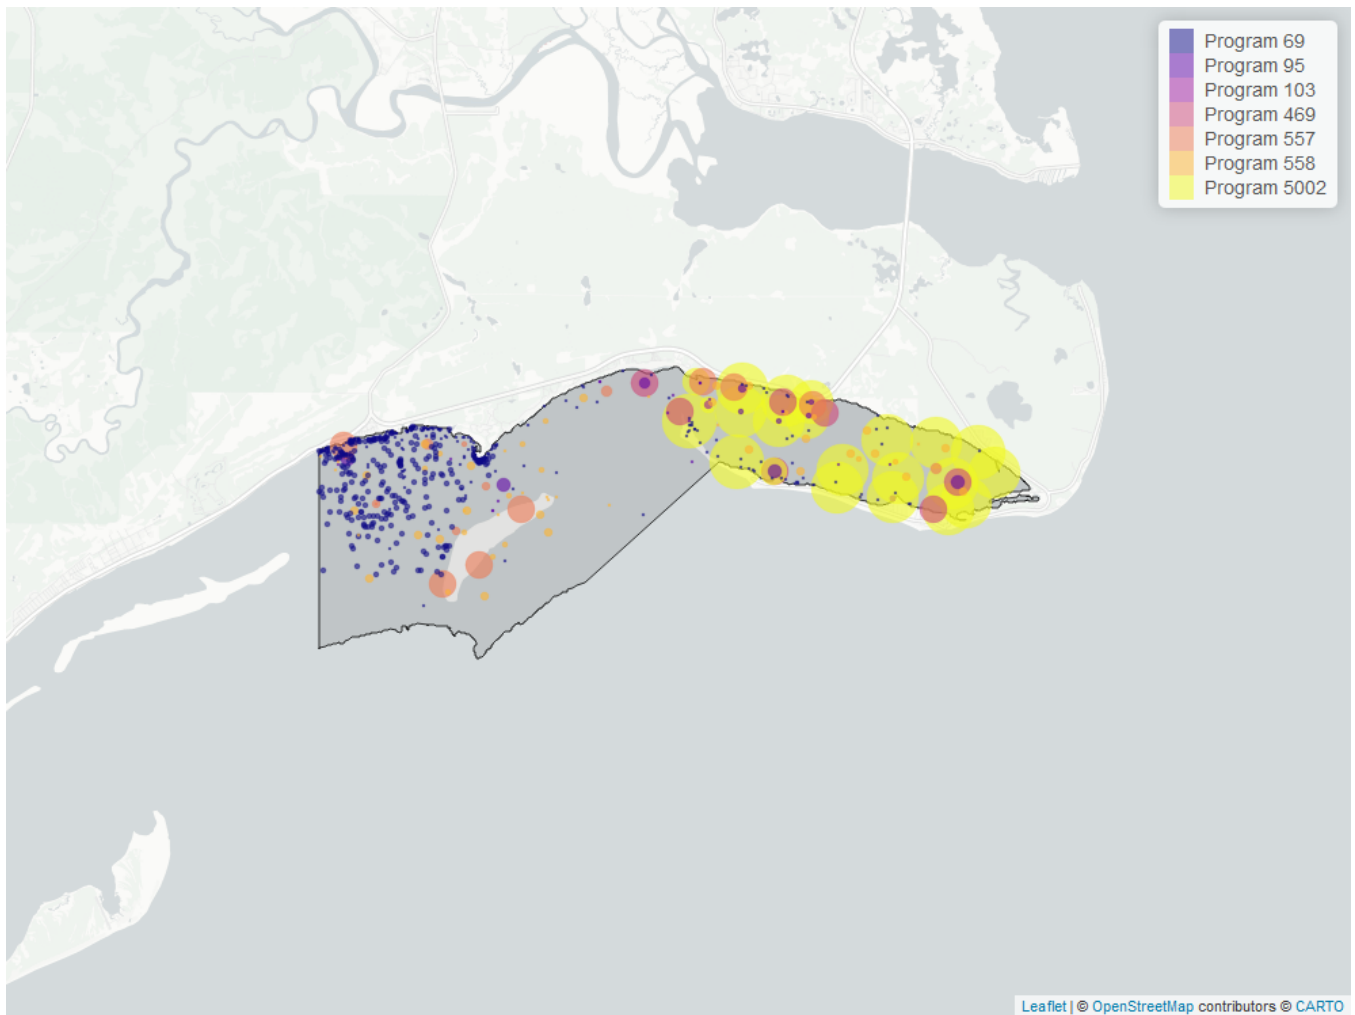 Program 69
Program 95
Program 103
Program 469
Program 557
Program 558
Program 5002
Leaflet | © OpenStreetMap contributors © CARTO